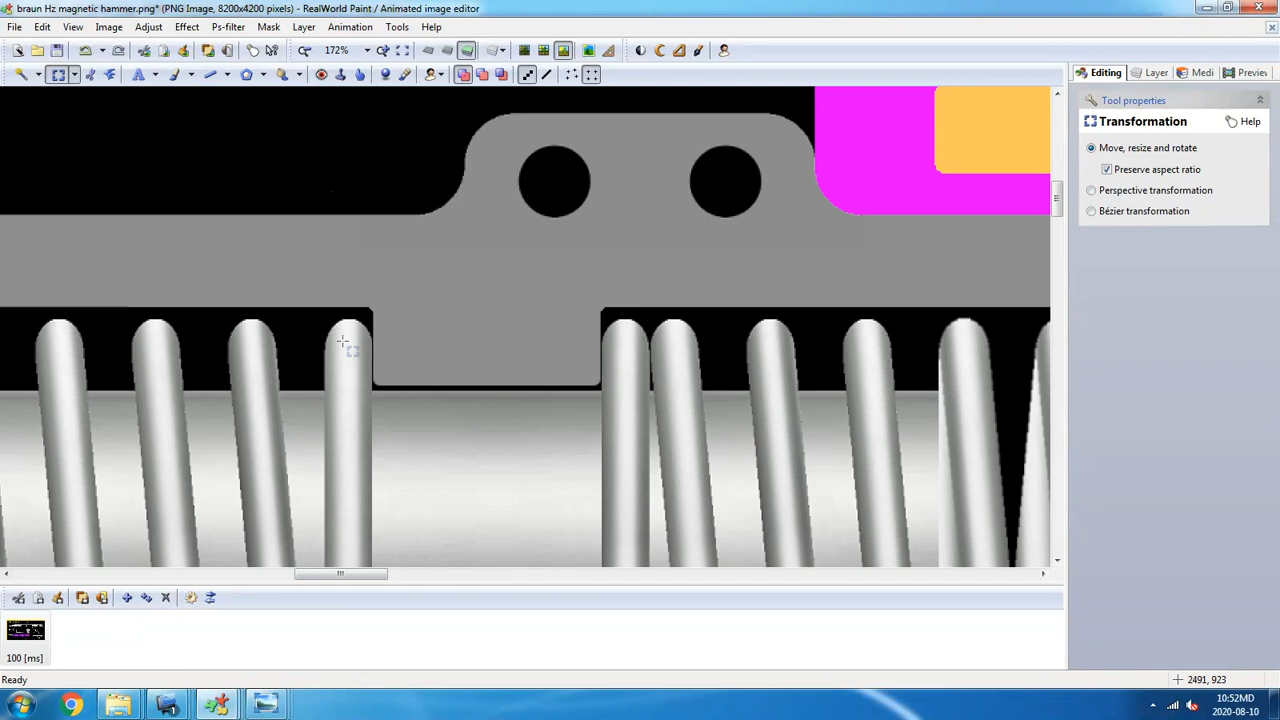 braun Hz magnetic hammer.png* (PNG Image, 8200x4200 pixels) - RealWorld Paint / Animated image editor
File Edit View Image Adjust Effect Ps-filter Mask Layer Animation Tools Help
172%
Editing Layer Medi Previe
Tool properties
Transformation Help
Move, resize and rotate
Preserve aspect ratio
Perspective transformation
Bézier transformation
100 [ms]
Ready 2491, 923
10:52MD
2020-08-10